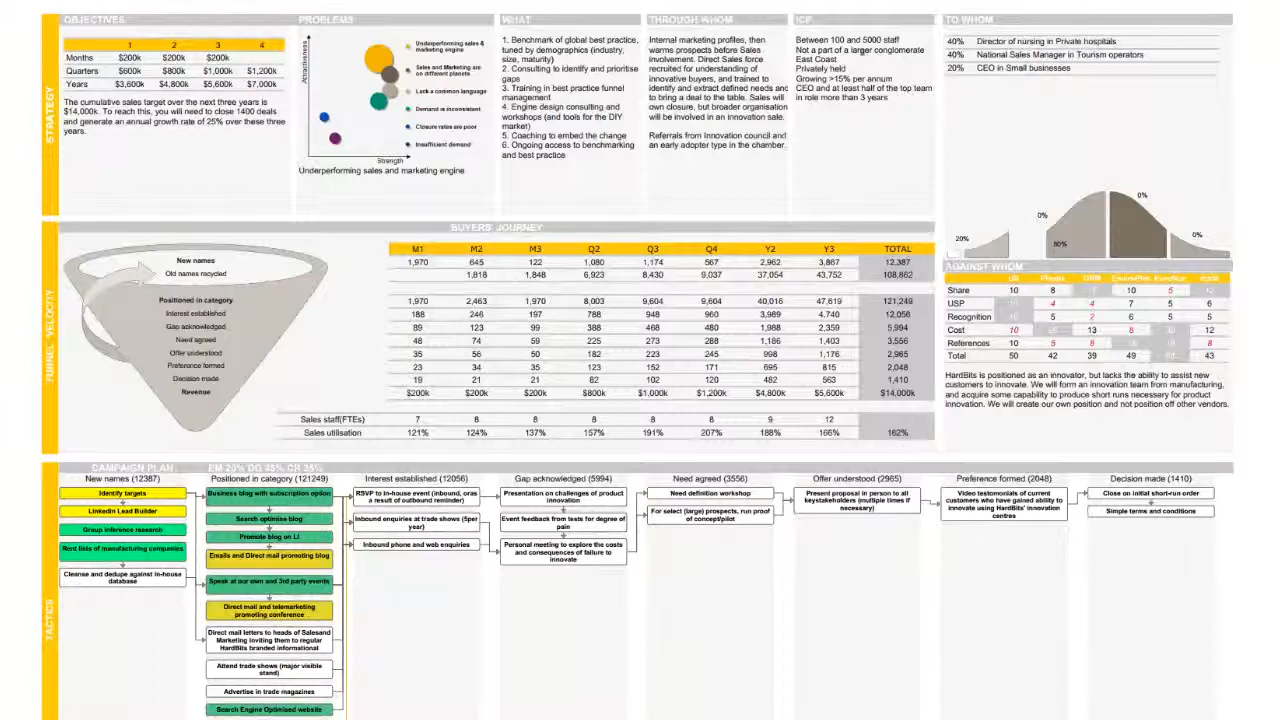 OBJECTIVES
1 2 3 4
Months $200k $200k $200k
Quarters $600k $800k $1,000k $1,200k
Years $3,600k $4,800k $5,600k $7,000k
The cumulative sales target over the next three years is
$14,000k. To reach this, you will need to close 1400 deals
and generate an annual growth rate of 25% over these three
years.
PROBLEMS
Attractiveness
Strength
Underperforming sales &
marketing engine
Sales and Marketing are
on different planets
Lack a common language
Demand is inconsistent
Closure rates are poor
Insufficient demand
Underperforming sales and marketing engine
WHAT
1. Benchmark of global best practice,
tuned by demographics (industry,
size, maturity)
2. Consulting to identify and prioritise
gaps
3. Training in best practice funnel
management
4. Engine design consulting and
workshops (and tools for the DIY
market)
5. Coaching to embed the change
6. Ongoing access to benchmarking
and best practice
THROUGH WHOM
Internal marketing profiles, then
warms prospects before Sales
involvement. Direct Sales force
recruited for understanding of
innovative buyers, and trained to
identify and extract defined needs and
to bring a deal to the table. Sales will
own closure, but broader organisation
will be involved in an innovation sale.
Referrals from Innovation council and
an early adopter type in the chamber.
ICP
Between 100 and 5000 staff
Not a part of a larger conglomerate
East Coast
Privately held
Growing >15% per annum
CEO and at least half of the top team
in role more than 3 years
TO WHOM
40% Director of nursing in Private hospitals
40% National Sales Manager in Tourism operators
20% CEO in Small businesses
20%
0%
80%
0%
0%
STRATEGY
BUYERS' JOURNEY
M1 M2 M3 Q2 Q3 Q4 Y2 Y3 TOTAL
New names 1,970 645 122 1,080 1,174 567 2,962 3,867 12,387
Old names recycled 1,818 1,848 6,923 8,430 9,037 37,054 43,752 108,862
Positioned in category 1,970 2,463 1,970 8,003 9,604 9,604 40,016 47,619 121,249
Interest established 188 246 197 788 948 960 3,989 4,740 12,056
Gap acknowledged 89 123 99 388 468 480 1,988 2,359 5,994
Need agreed 48 74 59 225 273 288 1,186 1,403 3,556
Offer understood 35 56 50 182 223 245 998 1,176 2,965
Preference formed 23 34 35 123 152 171 695 815 2,048
Decision made 19 21 21 82 102 120 482 563 1,410
Revenue $200k $200k $200k $800k $1,000k $1,200k $4,800k $5,600k $14,000k
Sales staff(FTEs) 7 8 8 8 8 8 9 12
Sales utilisation 121% 124% 137% 157% 191% 207% 188% 166% 162%
FUNNEL VELOCITY
AGAINST WHOM
Share 10 8 10 5
USP 4 4 7 5 6
Recognition 5 2 6 5 5
Cost 10 13 8 12
References 10 5 8 8
Total 50 42 39 49 43
HardBits is positioned as an innovator, but lacks the ability to assist new
customers to innovate. We will form an innovation team from manufacturing,
and acquire some capability to produce short runs necessary for product
innovation. We will create our own position and not position off other vendors.
CAMPAIGN PLAN EM 20% DG 45% CR 35%
TACTICS
New names (12387)
Identify targets
LinkedIn Lead Builder
Group inference research
Rent lists of manufacturing companies
Cleanse and dedupe against in-house
database
Positioned in category (121249)
Business blog with subscription option
Search optimise blog
Promote blog on LI
Emails and Direct mail promoting blog
Speak at our own and 3rd party events
Direct mail and telemarketing
promoting conference
Direct mail letters to heads of Salesand
Marketing inviting them to regular
HardBits branded informational
Attend trade shows (major visible
stand)
Advertise in trade magazines
Search Engine Optimised website
Interest established (12056)
RSVP to in-house event (inbound, oras
a result of outbound reminder)
Inbound enquiries at trade shows (5per
year)
Inbound phone and web enquiries
Gap acknowledged (5994)
Presentation on challenges of product
innovation
Event feedback from tests for degree of
pain
Personal meeting to explore the costs
and consequences of failure to
innovate
Need agreed (3556)
Need definition workshop
For select (large) prospects, run proof
of concept/pilot
Offer understood (2965)
Present proposal in person to all
keystakeholders (multiple times if
necessary)
Preference formed (2048)
Video testomonials of current
customers who have gained ability to
innovate using HardBits' innovation
centres
Decision made (1410)
Close on initial short-run order
Simple terms and conditions